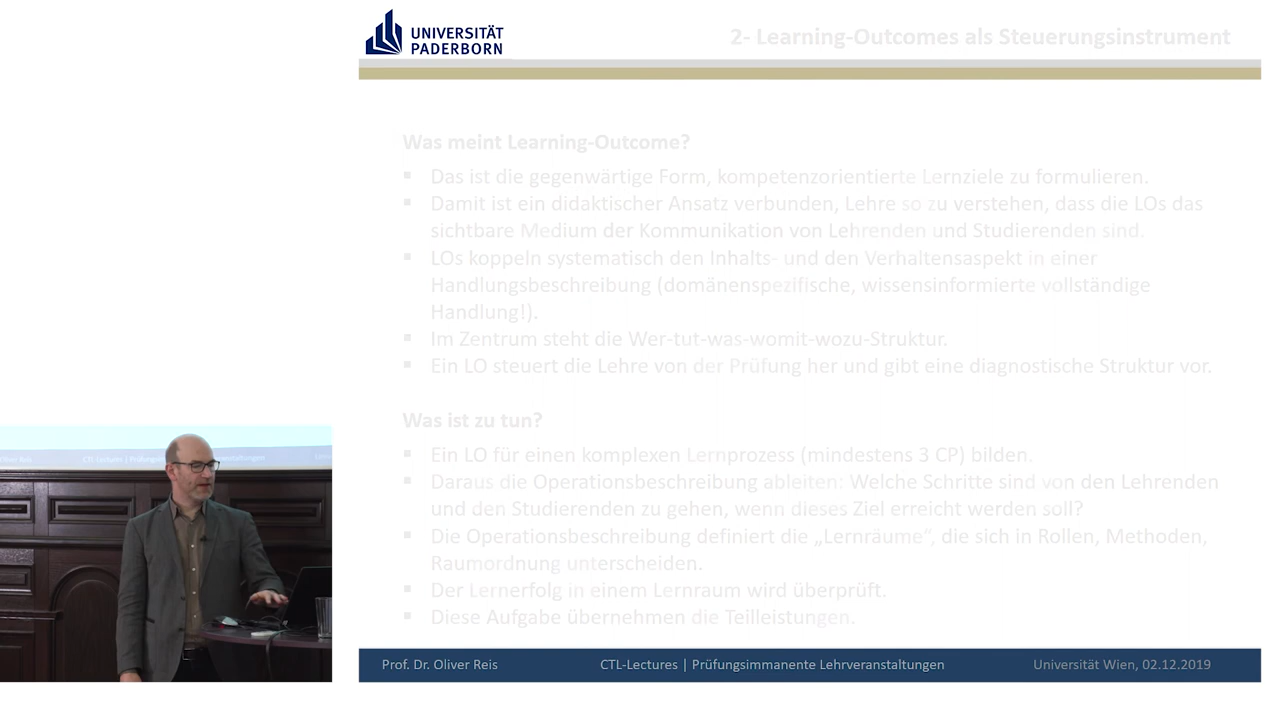 UNIVERSITÄT
PADERBORN
2- Learning-Outcomes als Steuerungsinstrument
Was meint Learning-Outcome?
▪ Das ist die gegenwärtige Form, kompetenzorientierte Lernziele zu formulieren.
▪ Damit ist ein didaktischer Ansatz verbunden, Lehre so zu verstehen, dass die LOs das
sichtbare Medium der Kommunikation von Lehrenden und Studierenden sind.
▪ LOs koppeln systematisch den Inhalts- und den Verhaltensaspekt in einer
Handlungsbeschreibung (domänenspezifische, wissensinformierte vollständige
Handlung!).
▪ Im Zentrum steht die Wer-tut-was-womit-wozu-Struktur.
▪ Ein LO steuert die Lehre von der Prüfung her und gibt eine diagnostische Struktur vor.
Was ist zu tun?
▪ Ein LO für einen komplexen Lernprozess (mindestens 3 CP) bilden.
▪ Daraus die Operationsbeschreibung ableiten: Welche Schritte sind von den Lehrenden
und den Studierenden zu gehen, wenn dieses Ziel erreicht werden soll?
▪ Die Operationsbeschreibung definiert die „Lernräume“, die sich in Rollen, Methoden,
Raumordnung unterscheiden.
▪ Der Lernerfolg in einem Lernraum wird überprüft.
▪ Diese Aufgabe übernehmen die Teilleistungen.
Prof. Dr. Oliver Reis CTL-Lectures | Prüfungsimmanente Lehrveranstaltungen Universität Wien, 02.12.2019